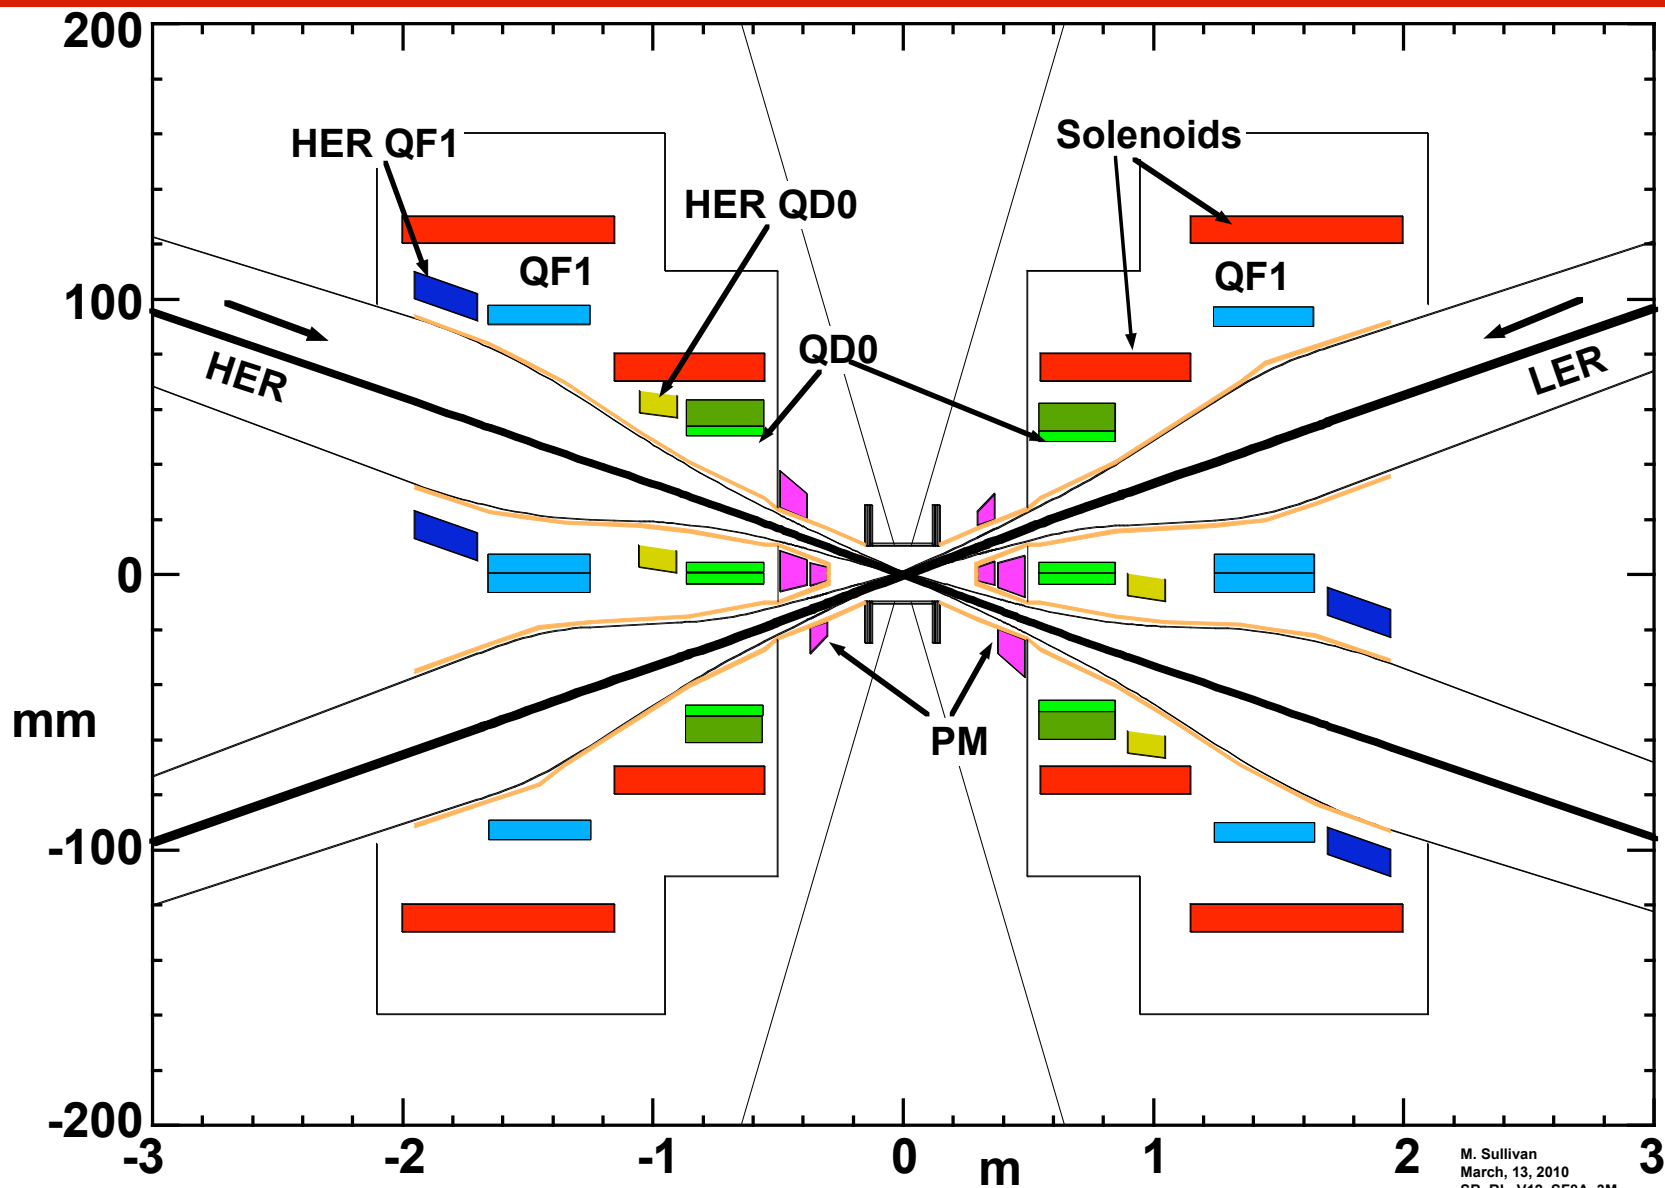 200
HER QF1
Solenoids
HER QD0
QF1
QF1
100
QD0
HER
LER
0
mm
PM
-100
-200
-3
-2
-1
0
m
1
2
3
M. Sullivan
March, 13, 2010